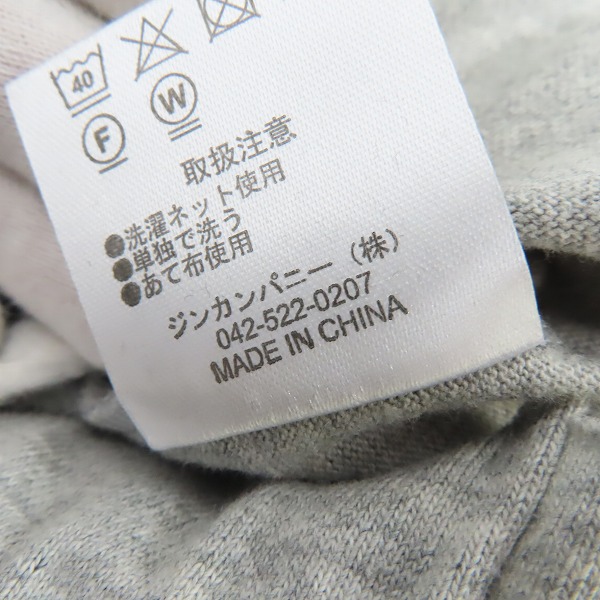 40
F W
取扱注意
●洗濯ネット使用
●単独で洗う
●あて布使用
ジンカンパニー（株）
042-522-0207
MADE IN CHINA